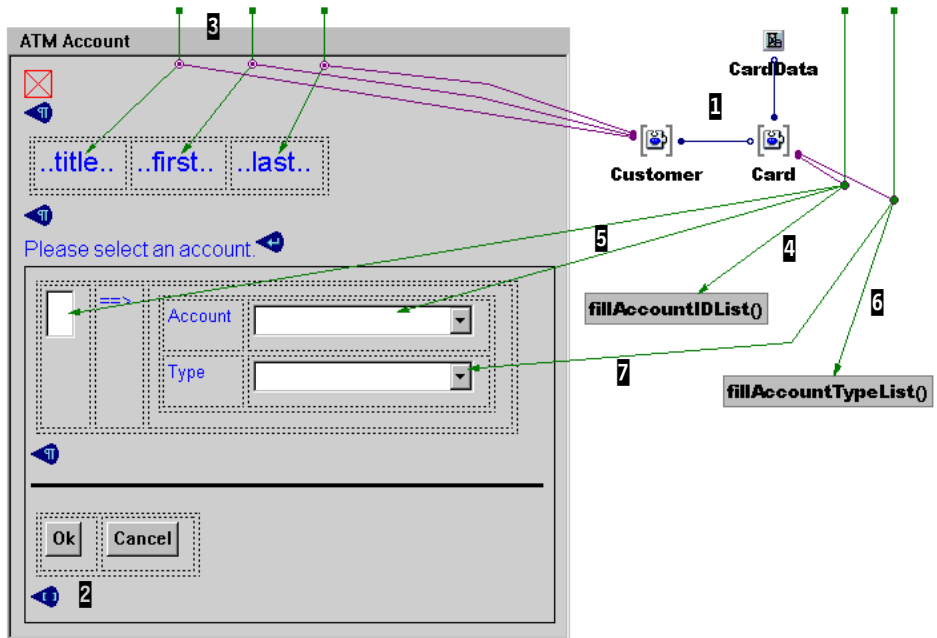 3
ATM Account
CardData
1
Customer
Card
..title..
..first..
..last..
Please select an account.
5
4
==>
Account
fillAccountIDList()
6
Type
7
fillAccountTypeList()
Ok
Cancel
2